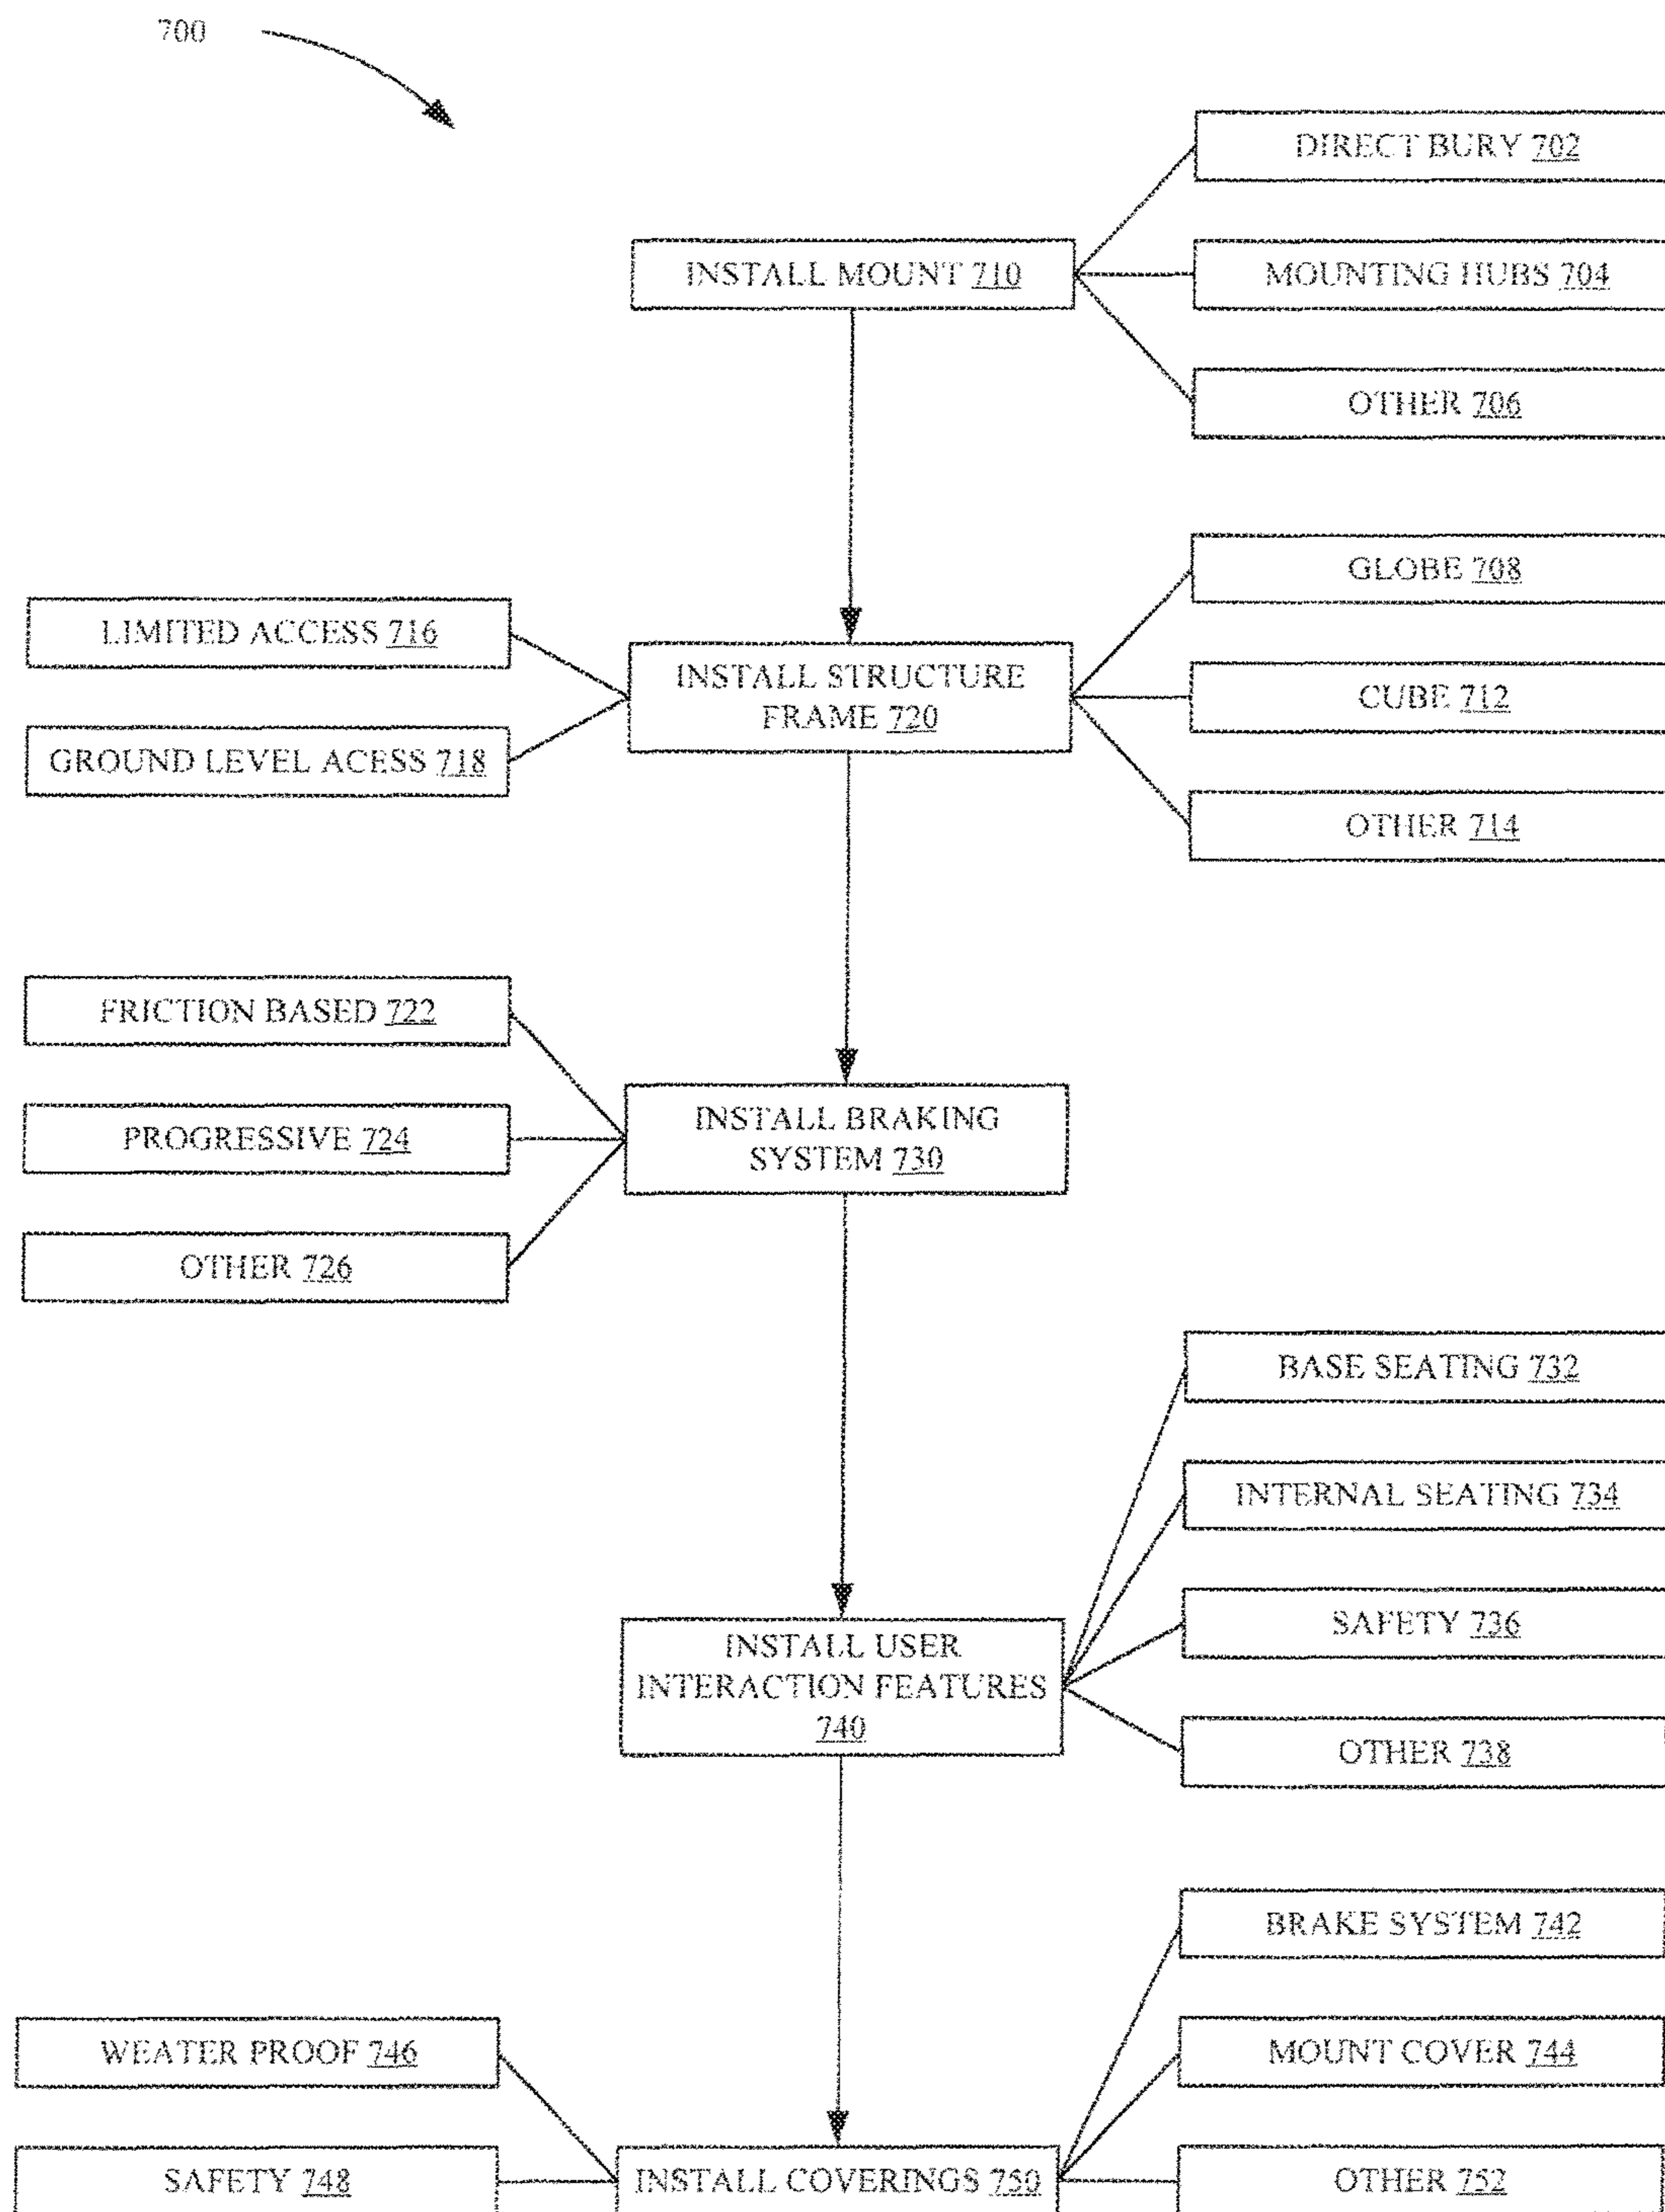 700
DIRECT BURY 702
INSTALL MOUNT 710
MOUNTING HUBS 704
OTHER 706
GLOBE 708
LIMITED ACCESS 716
INSTALL STRUCTURE
FRAME 720
CUBE 712
GROUND LEVEL ACESS 718
OTHER 714
FRICTION BASED 722
PROGRESSIVE 724
INSTALL BRAKING
SYSTEM 730
OTHER 726
BASE SEATING 732
INTERNAL SEATING 734
SAFETY 736
INSTALL USER
INTERACTION FEATURES
740
OTHER 738
BRAKE SYSTEM 742
WEATER PROOF 746
MOUNT COVER 744
SAFETY 748
INSTALL COVERINGS 750
OTHER 752